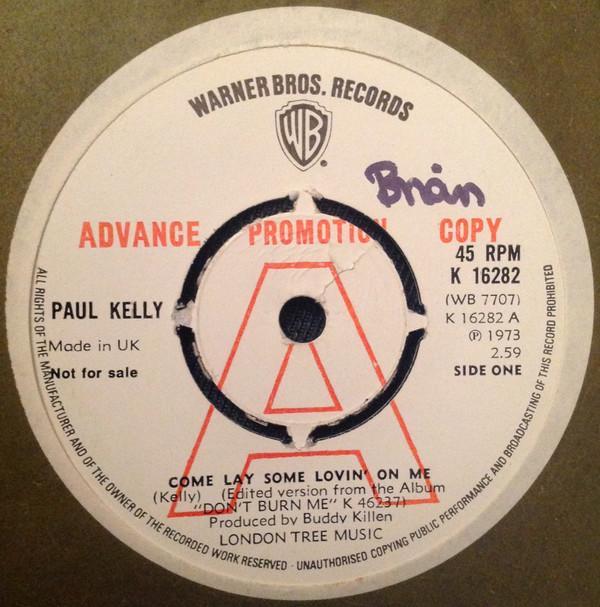 WARNER BROS. RECORDS
WB
Brian
ADVANCE PROMOTION COPY
45 RPM
K 16282
PAUL KELLY
(WB 7707)
K 16282 A
Made in UK
℗ 1973
2.59
Not for sale
SIDE ONE
A
COME LAY SOME LOVIN' ON ME
(Kelly) (Edited version from the Album
"DON'T BURN ME" K 46237)
Produced by Buddy Killen
LONDON TREE MUSIC
ALL RIGHTS OF THE MANUFACTURER AND OF THE OWNER OF THE RECORDED WORK RESERVED · UNAUTHORISED COPYING PUBLIC PERFORMANCE AND BROADCASTING OF THIS RECORD PROHIBITED